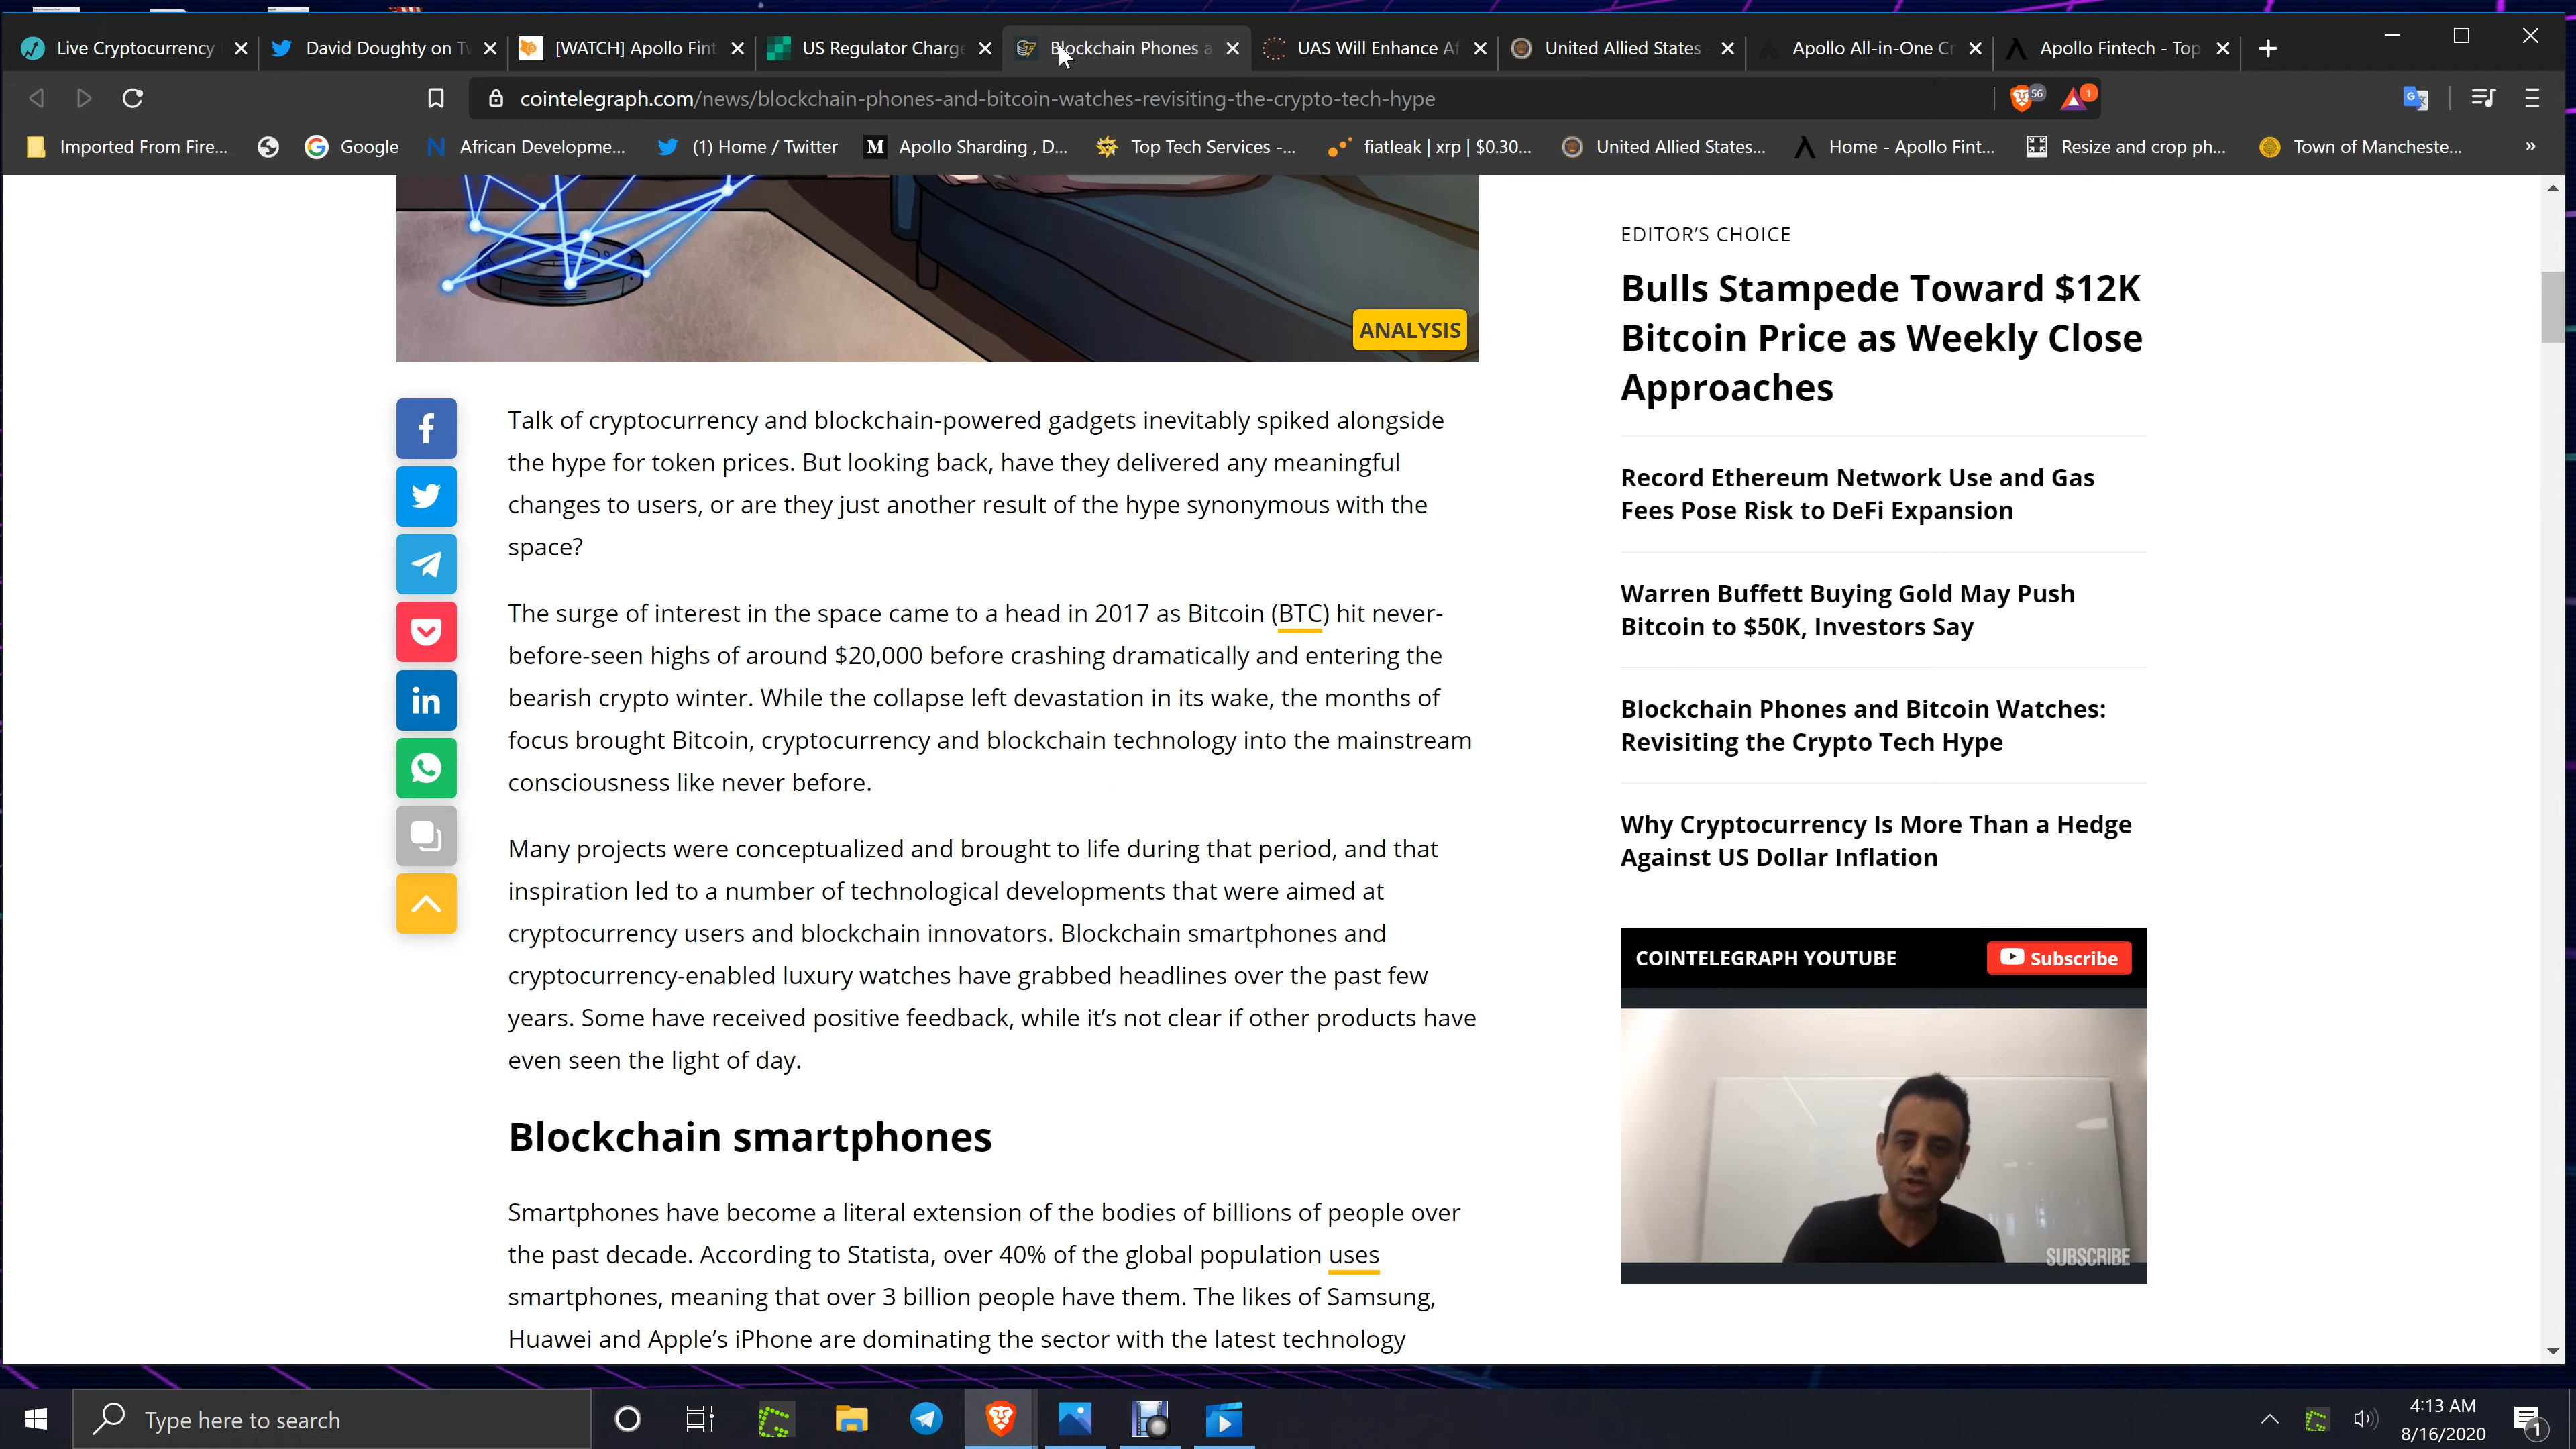 Live Cryptocurrency
David Doughty on Tw
[WATCH] Apollo Fint
US Regulator Charge
Blockchain Phones a
UAS Will Enhance Af
United Allied States
Apollo All-in-One Cr
Apollo Fintech - Top
cointelegraph.com/news/blockchain-phones-and-bitcoin-watches-revisiting-the-crypto-tech-hype
56
1
Imported From Fire...
Google
African Developme...
(1) Home / Twitter
M Apollo Sharding , D...
Top Tech Services -...
fiatleak | xrp | $0.30...
United Allied States...
Home - Apollo Fint...
Resize and crop ph...
Town of Mancheste...
»
ANALYSIS
Talk of cryptocurrency and blockchain-powered gadgets inevitably spiked alongside
the hype for token prices. But looking back, have they delivered any meaningful
changes to users, or are they just another result of the hype synonymous with the
space?
The surge of interest in the space came to a head in 2017 as Bitcoin (BTC) hit never-
before-seen highs of around $20,000 before crashing dramatically and entering the
bearish crypto winter. While the collapse left devastation in its wake, the months of
focus brought Bitcoin, cryptocurrency and blockchain technology into the mainstream
consciousness like never before.
Many projects were conceptualized and brought to life during that period, and that
inspiration led to a number of technological developments that were aimed at
cryptocurrency users and blockchain innovators. Blockchain smartphones and
cryptocurrency-enabled luxury watches have grabbed headlines over the past few
years. Some have received positive feedback, while it’s not clear if other products have
even seen the light of day.
Blockchain smartphones
Smartphones have become a literal extension of the bodies of billions of people over
the past decade. According to Statista, over 40% of the global population uses
smartphones, meaning that over 3 billion people have them. The likes of Samsung,
Huawei and Apple’s iPhone are dominating the sector with the latest technology
EDITOR’S CHOICE
Bulls Stampede Toward $12K
Bitcoin Price as Weekly Close
Approaches
Record Ethereum Network Use and Gas
Fees Pose Risk to DeFi Expansion
Warren Buffett Buying Gold May Push
Bitcoin to $50K, Investors Say
Blockchain Phones and Bitcoin Watches:
Revisiting the Crypto Tech Hype
Why Cryptocurrency Is More Than a Hedge
Against US Dollar Inflation
COINTELEGRAPH YOUTUBE
Subscribe
SUBSCRIBE
Type here to search
4:13 AM
8/16/2020
1